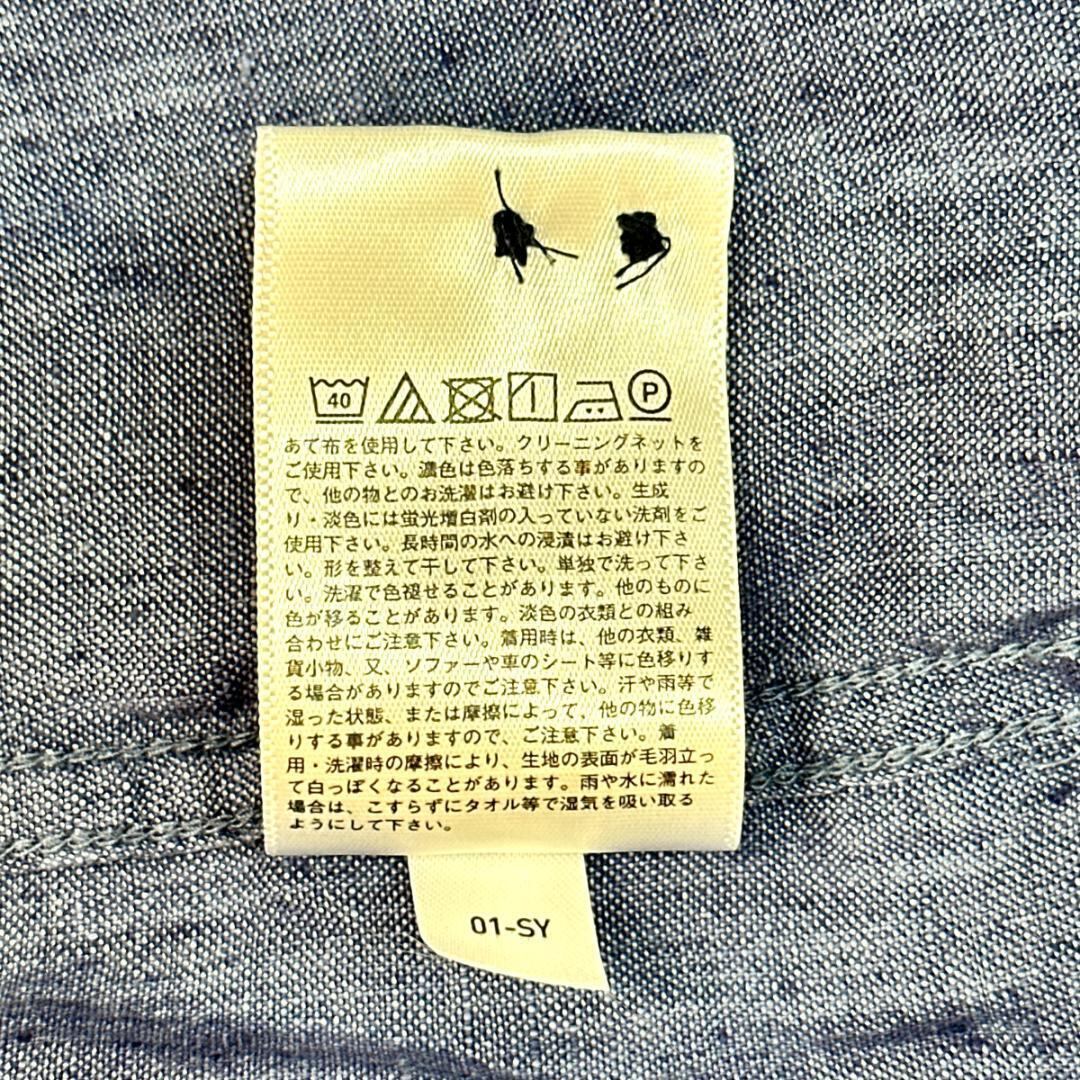 40 P
あて布を使用して下さい。クリーニングネットを
ご使用下さい。濃色は色落ちする事がありますの
で、他の物とのお洗濯はお避け下さい。生成
り・淡色には蛍光増白剤の入っていない洗剤をご
使用下さい。長時間の水への浸漬はお避け下さ
い。形を整えて干して下さい。単独で洗って下さ
い。洗濯で色褪せることがあります。他のものに
色が移ることがあります。淡色の衣類との組み
合わせにご注意下さい。着用時は、他の衣類、雑
貨小物、又、ソファーや車のシート等に色移りす
る場合がありますのでご注意下さい。汗や雨等で
湿った状態、または摩擦によって、他の物に色移
りする事がありますので、ご注意下さい。着
用・洗濯時の摩擦により、生地の表面が毛羽立っ
て白っぽくなることがあります。雨や水に濡れた
場合は、こすらずにタオル等で湿気を吸い取る
ようにして下さい。
01-SY